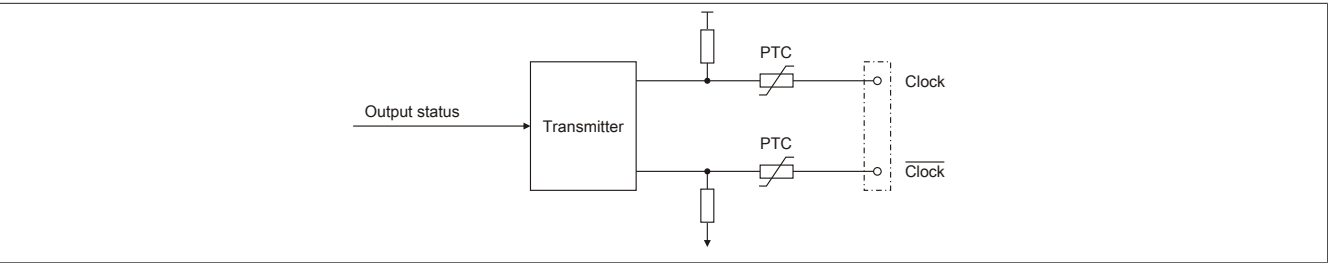 PTC
Clock
Output status
Transmitter
PTC
Clock